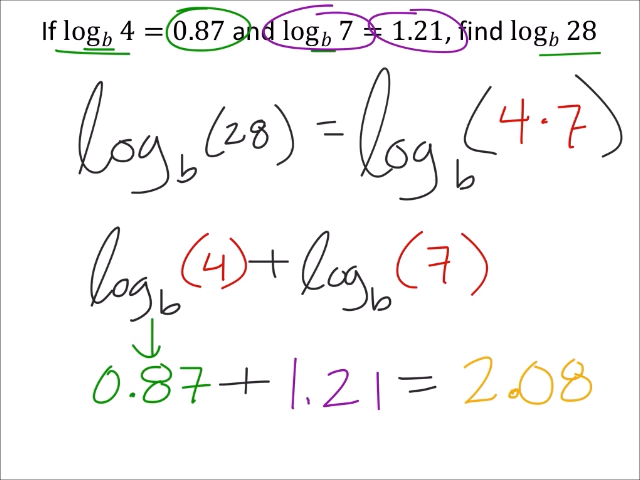 If log_b 4 = 0.87 and log_b 7 = 1.21, find log_b 28
log_b (28) = log_b (4·7)
log_b (4) + log_b (7)
0.87 + 1.21 = 2.08